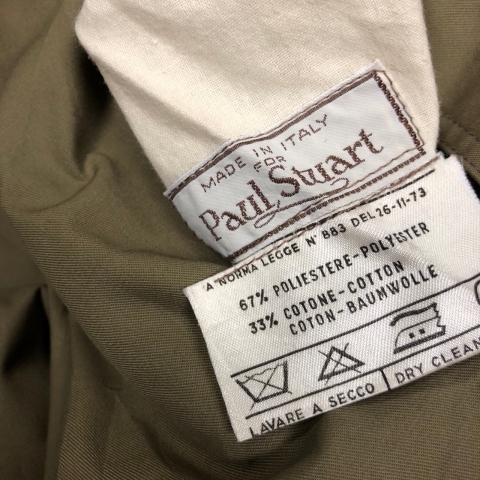 MADE IN ITALY
FOR
Paul Stuart
A NORMA LEGGE N° 883 DEL 26-11-73
67% POLIESTERE-POLYESTER
33% COTONE-COTTON
COTON-BAUMWOLLE
LAVARE A SECCO DRY CLEAN